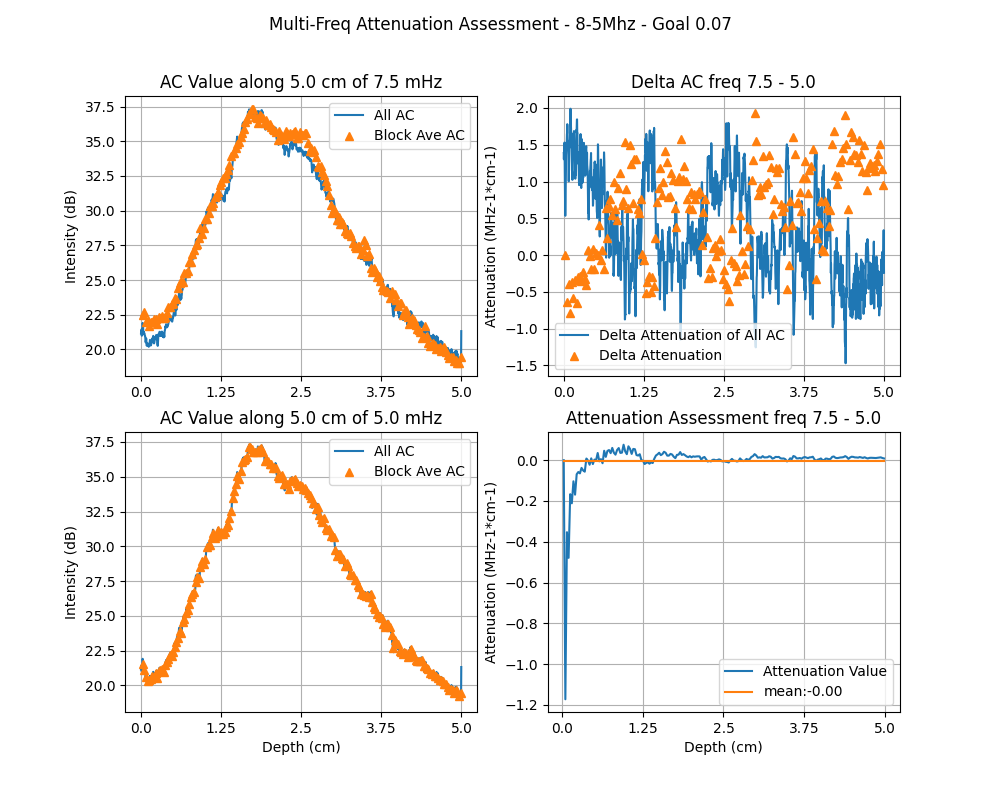 Multi-Freq Attenuation Assessment - 8-5Mhz - Goal 0.07
AC Value along 5.0 cm of 7.5 mHz
Intensity (dB)
37.5
35.0
32.5
30.0
27.5
25.0
22.5
20.0
0.0 1.25 2.5 3.75 5.0
All AC
Block Ave AC
Delta AC freq 7.5 - 5.0
Attenuation (MHz-1*cm-1)
2.0
1.5
1.0
0.5
0.0
−0.5
−1.0
−1.5
0.0 1.25 2.5 3.75 5.0
Delta Attenuation of All AC
Delta Attenuation
AC Value along 5.0 cm of 5.0 mHz
Intensity (dB)
37.5
35.0
32.5
30.0
27.5
25.0
22.5
20.0
0.0 1.25 2.5 3.75 5.0
Depth (cm)
All AC
Block Ave AC
Attenuation Assessment freq 7.5 - 5.0
Attenuation (MHz-1*cm-1)
0.0
−0.2
−0.4
−0.6
−0.8
−1.0
−1.2
0.0 1.25 2.5 3.75 5.0
Depth (cm)
Attenuation Value
mean:-0.00